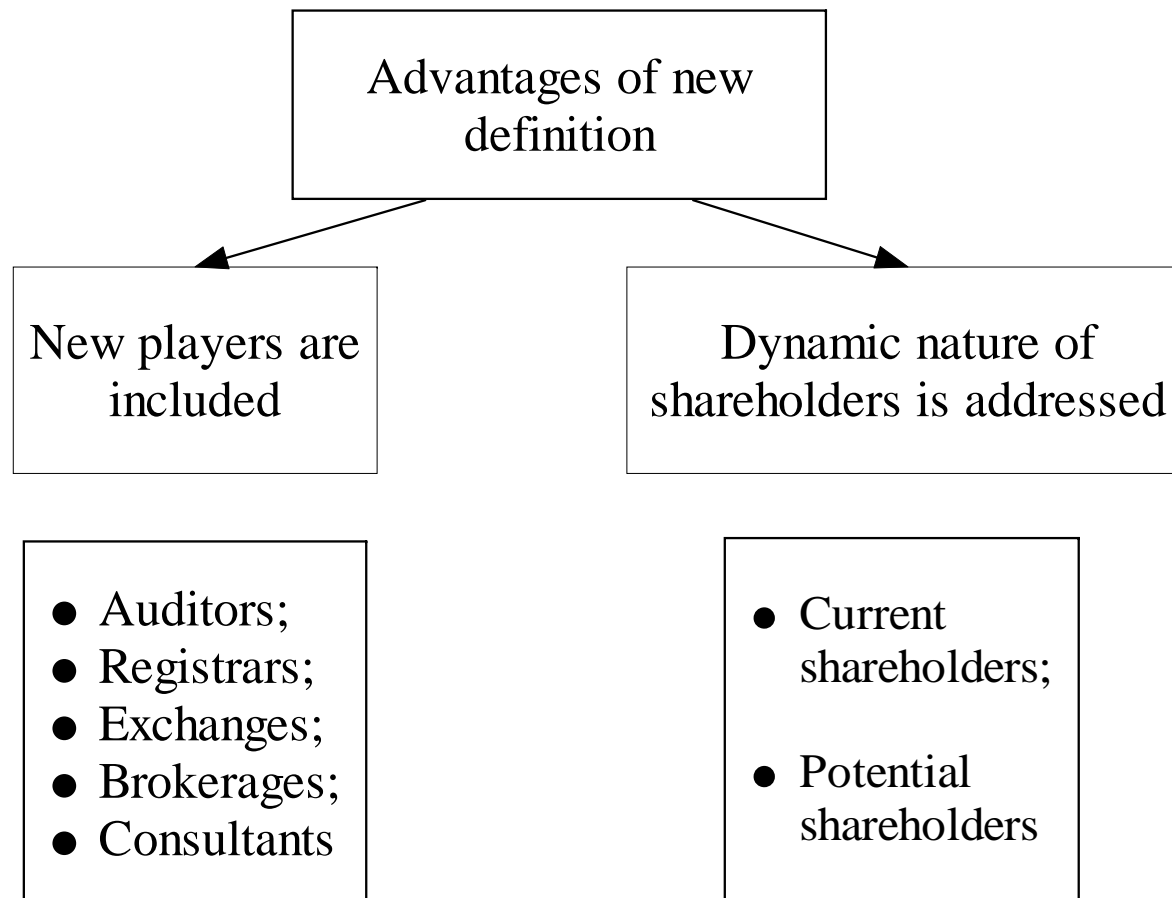 Advantages of new
definition
New players are
included
Dynamic nature of
shareholders is addressed
● Auditors;
● Registrars;
● Exchanges;
● Brokerages;
● Consultants
● Current
shareholders;
● Potential
shareholders